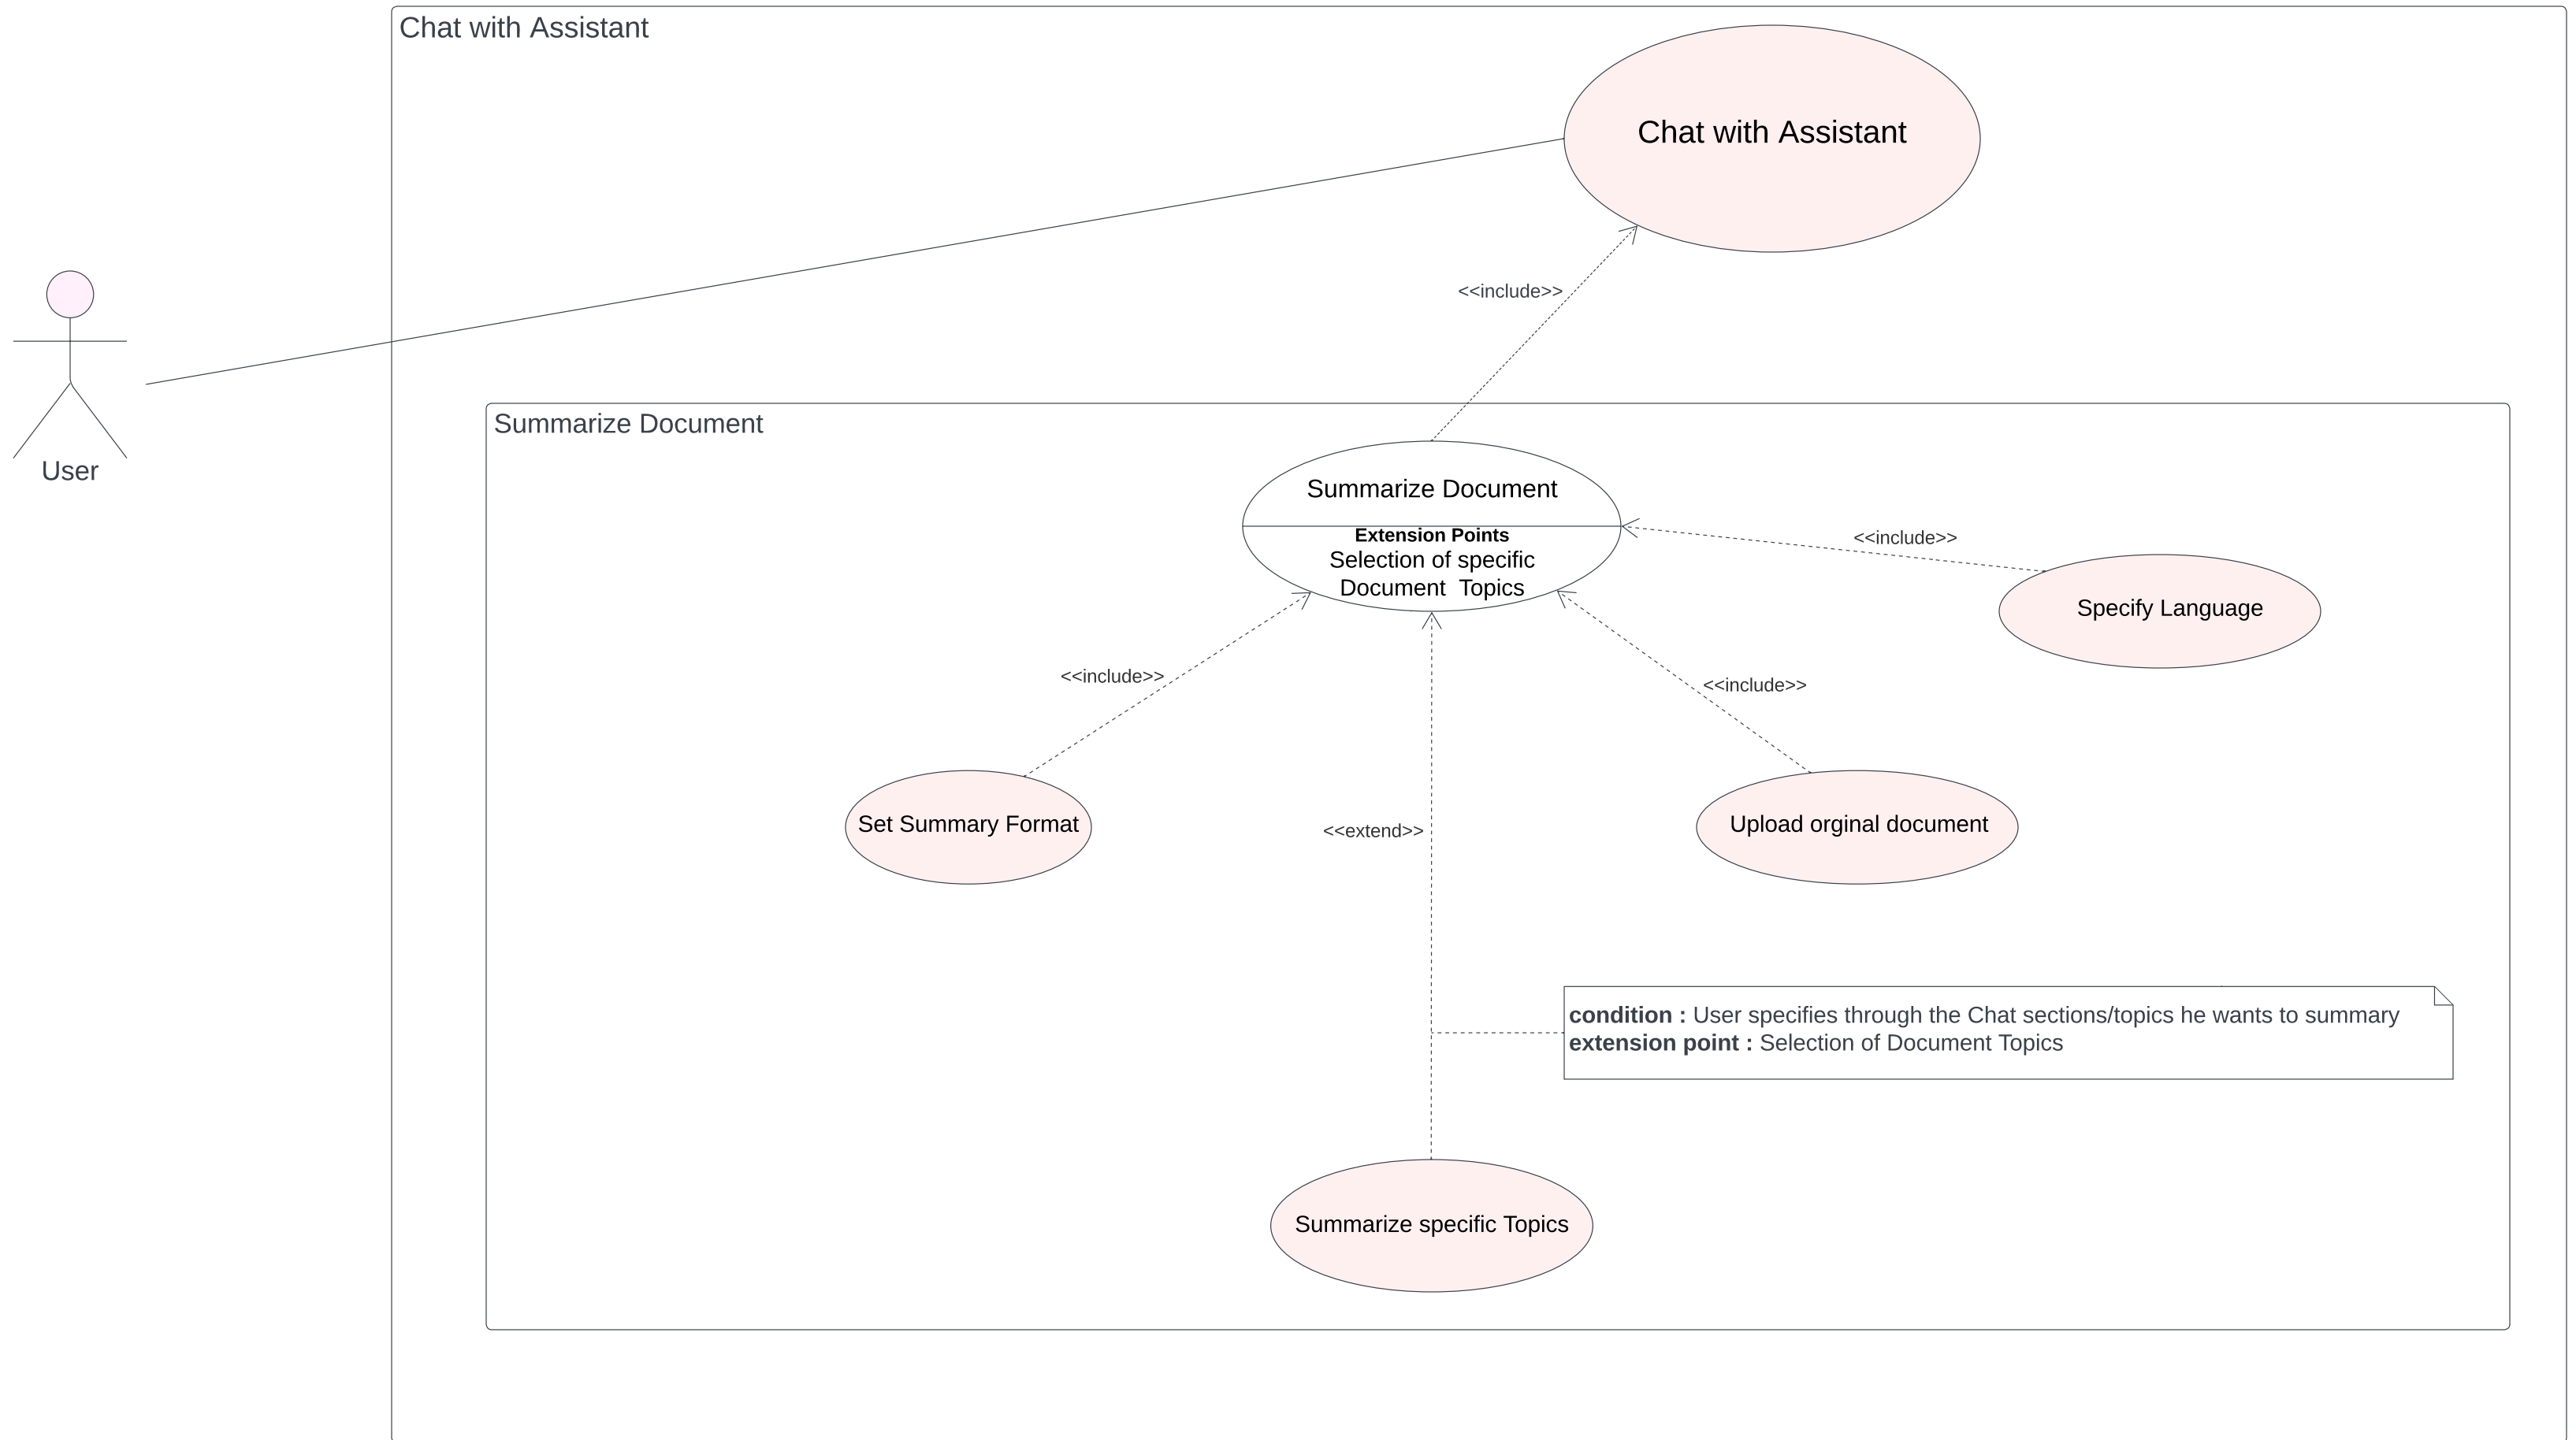 Chat with Assistant
Chat with Assistant
<<include>>
User
Summarize Document
Summarize Document
Extension Points
Selection of specific
Document  Topics
<<include>>
Specify Language
<<include>>
<<include>>
Set Summary Format
<<extend>>
Upload orginal document
condition : User specifies through the Chat sections/topics he wants to summary
extension point : Selection of Document Topics
Summarize specific Topics